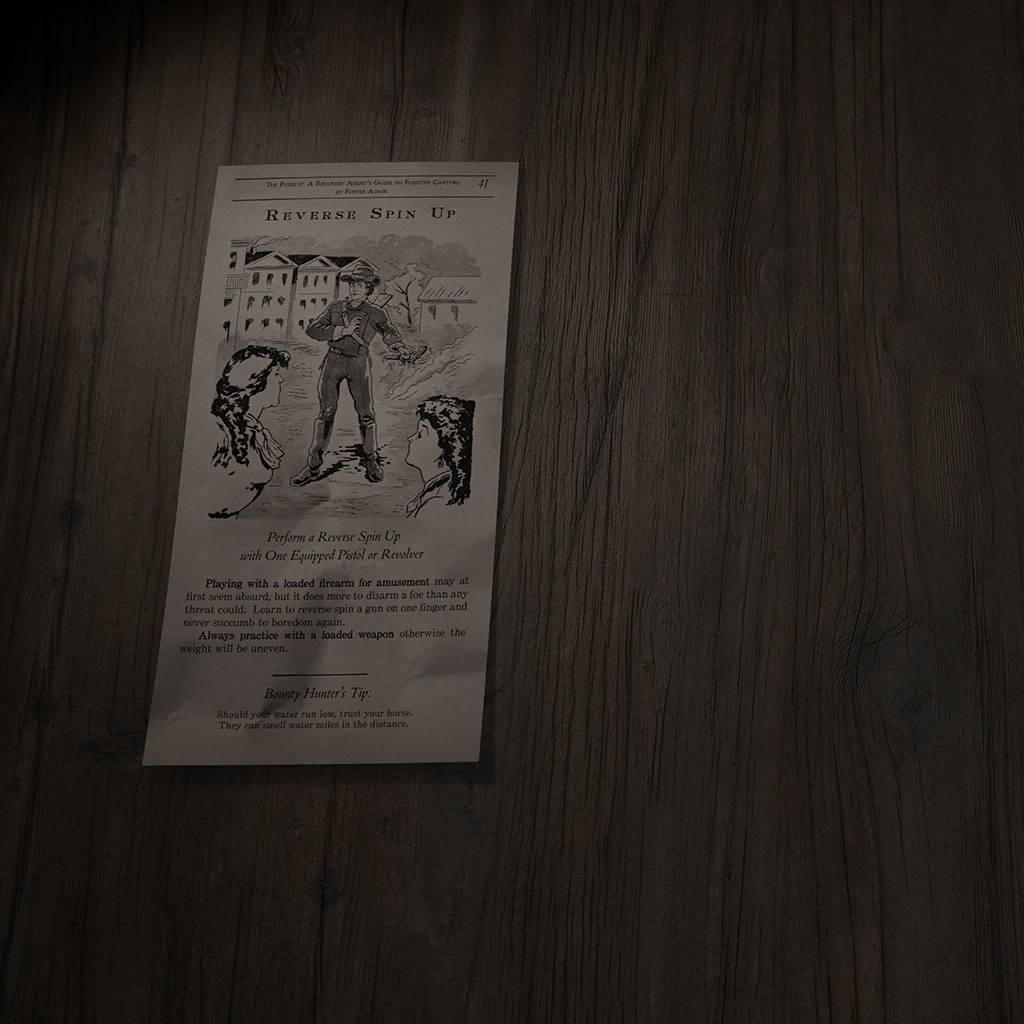 The Pursuit: A Recovery Agent's Guide to Fugitive Capture. 41
by Foster Adair.
Reverse Spin Up
Perform a Reverse Spin Up
with One Equipped Pistol or Revolver
Playing with a loaded firearm for amusement may at
first seem absurd, but it does more to disarm a foe than any
threat could. Learn to reverse spin a gun on one finger and
never succumb to boredom again.
Always practice with a loaded weapon otherwise the
weight will be uneven.
Bounty Hunter's Tip:
Should your water run low, trust your horse.
They can smell water miles in the distance.